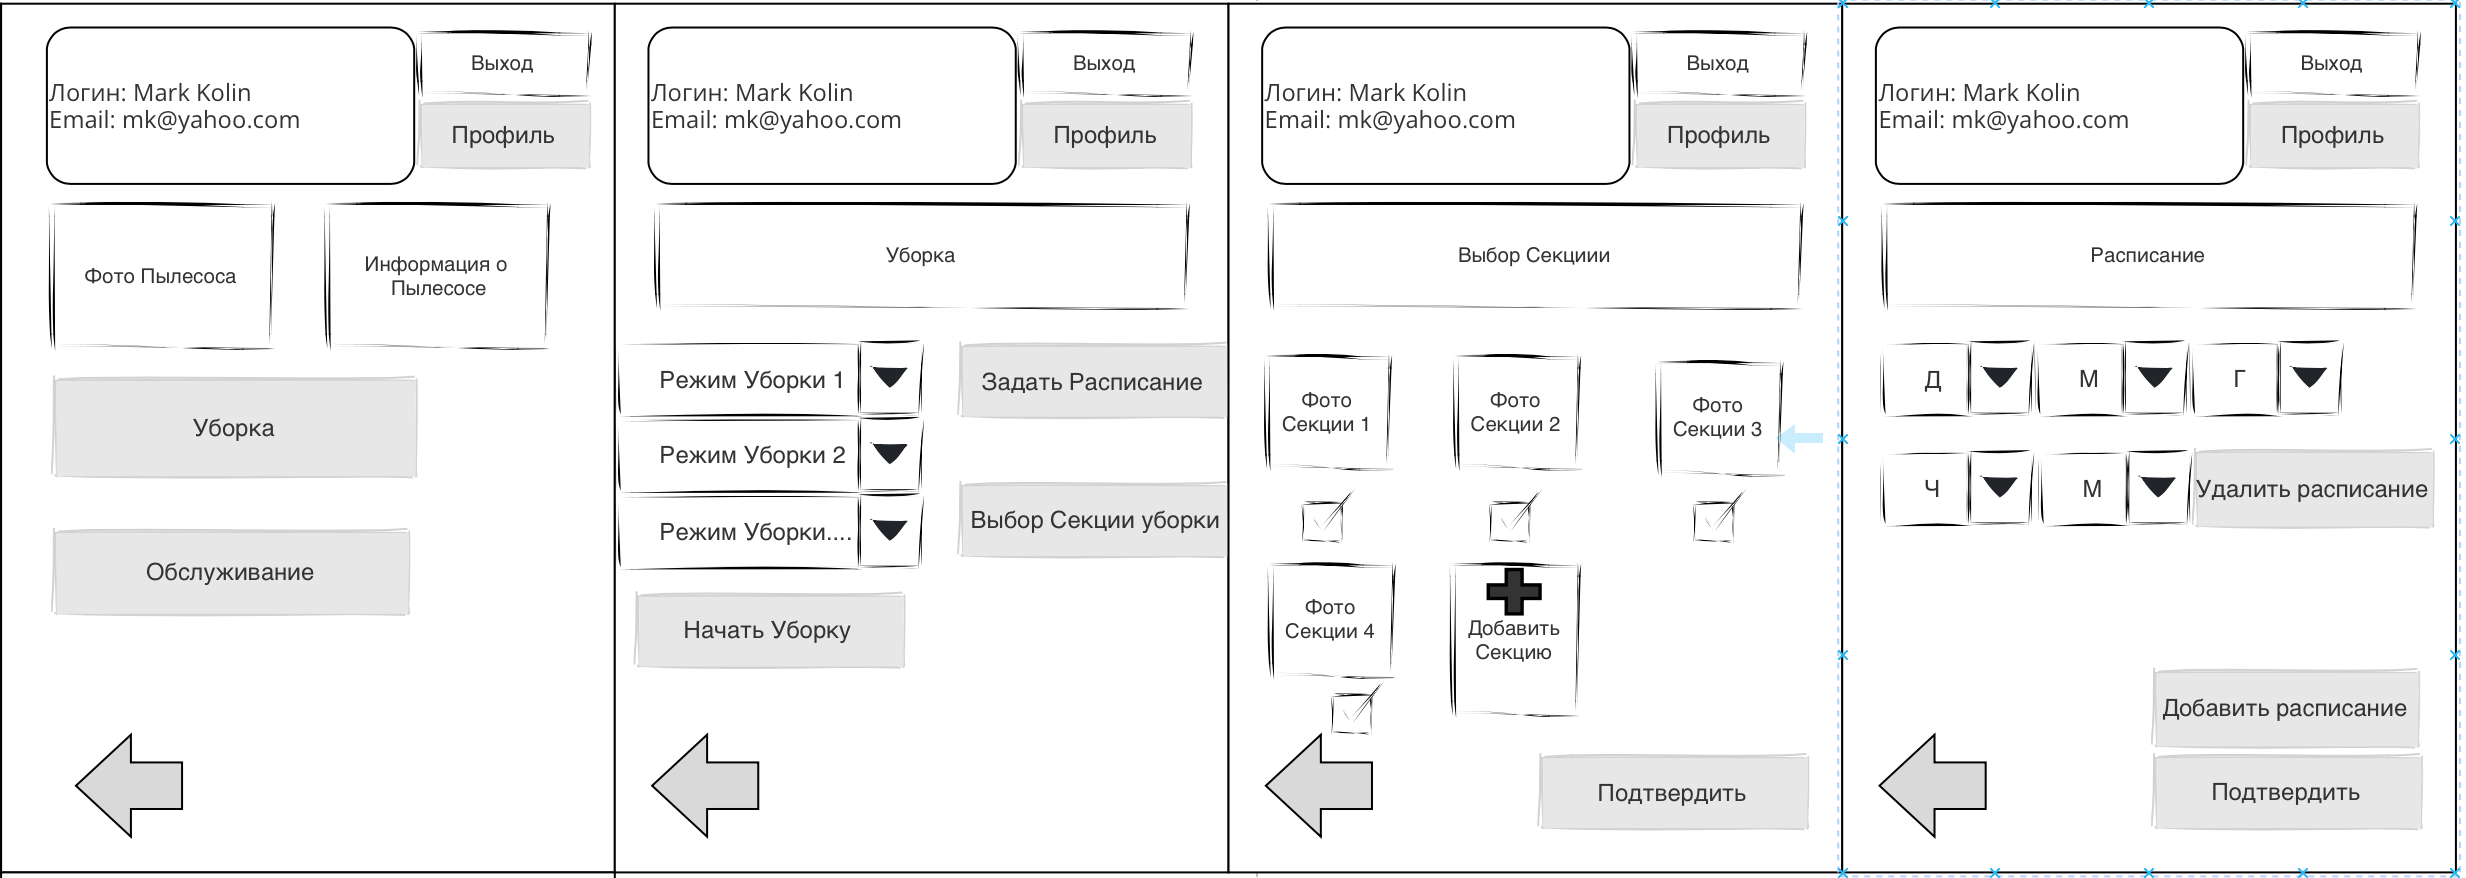 Логин: Mark Kolin
Email: mk@yahoo.com
Выход
Профиль
Фото Пылесоса
Информация о
Пылесосе
Уборка
Обслуживание
Логин: Mark Kolin
Email: mk@yahoo.com
Выход
Профиль
Уборка
Режим Уборки 1
Задать Расписание
Режим Уборки 2
Режим Уборки....
Выбор Секции уборки
Начать Уборку
Логин: Mark Kolin
Email: mk@yahoo.com
Выход
Профиль
Выбор Секциии
Фото
Секции 1
Фото
Секции 2
Фото
Секции 3
Фото
Секции 4
Добавить
Секцию
Подтвердить
Логин: Mark Kolin
Email: mk@yahoo.com
Выход
Профиль
Расписание
Д
М
Г
Ч
М
Удалить расписание
Добавить расписание
Подтвердить